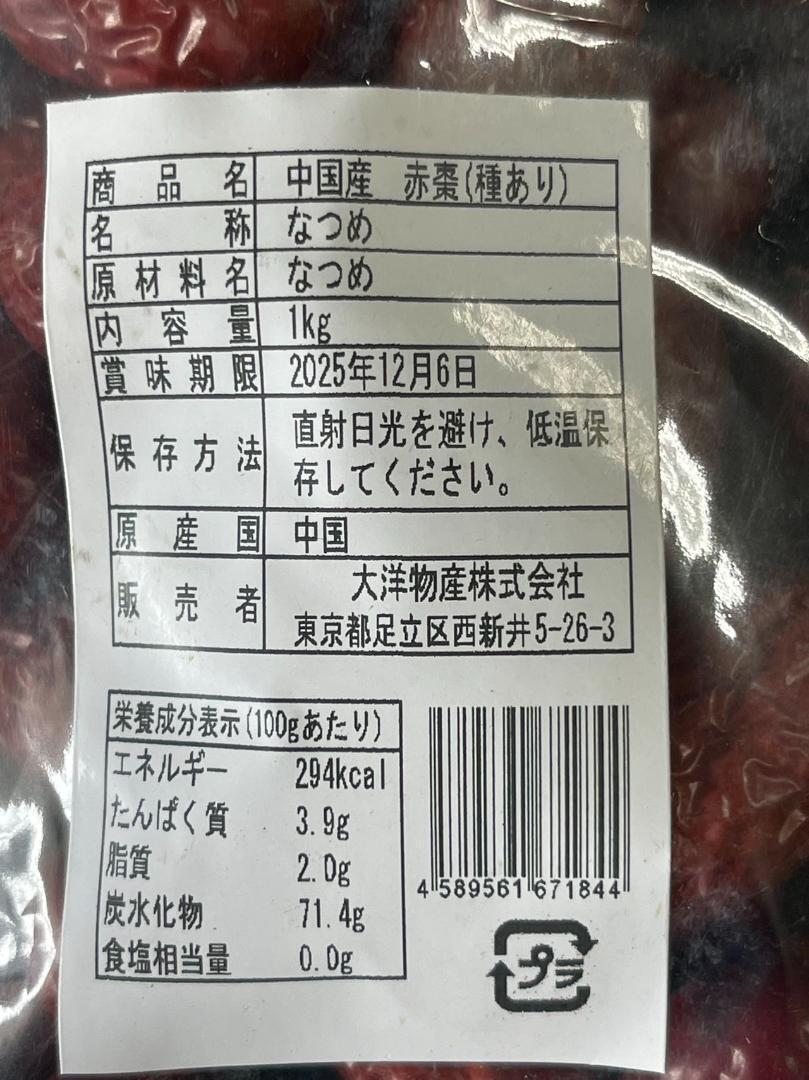 商品名 中国産 赤棗(種あり)
名称 なつめ
原材料名 なつめ
内容量 1kg
賞味期限 2025年12月6日
保存方法 直射日光を避け、低温保
存してください。
原産国 中国
販売者 大洋物産株式会社
東京都足立区西新井5-26-3
栄養成分表示(100gあたり)
エネルギー 294kcal
たんぱく質 3.9g
脂質 2.0g
炭水化物 71.4g
食塩相当量 0.0g
4 589561 671844
プラ